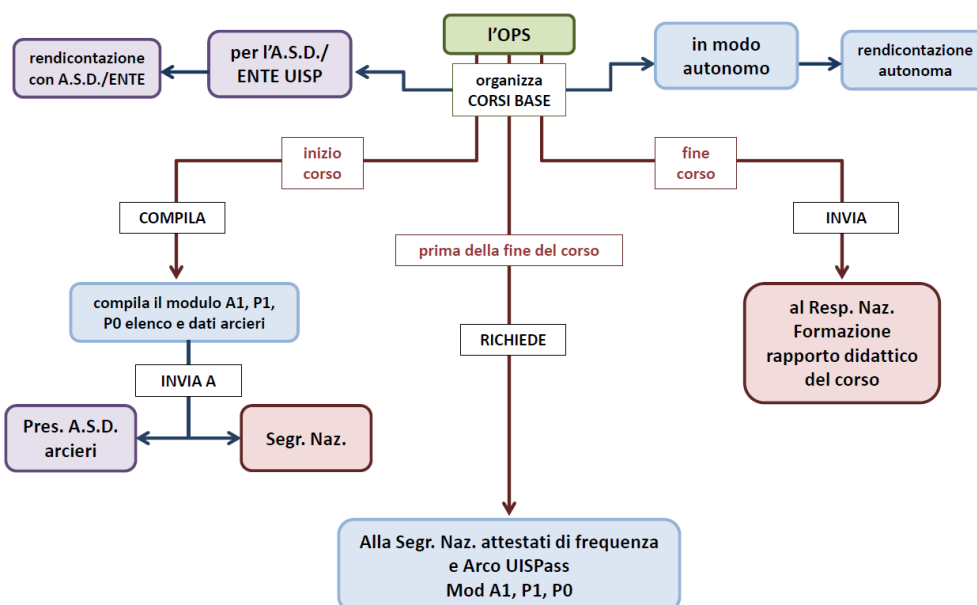 l'OPS
organizza
CORSI BASE
per l'A.S.D./
ENTE UISP
rendicontazione
con A.S.D./ENTE
in modo
autonomo
rendicontazione
autonoma
inizio
corso
COMPILA
compila il modulo A1, P1,
P0 elenco e dati arcieri
INVIA A
Pres. A.S.D.
arcieri
Segr. Naz.
prima della fine del corso
RICHIEDE
Alla Segr. Naz. attestati di frequenza
e Arco UISPass
Mod A1, P1, P0
fine
corso
INVIA
al Resp. Naz.
Formazione
rapporto didattico
del corso